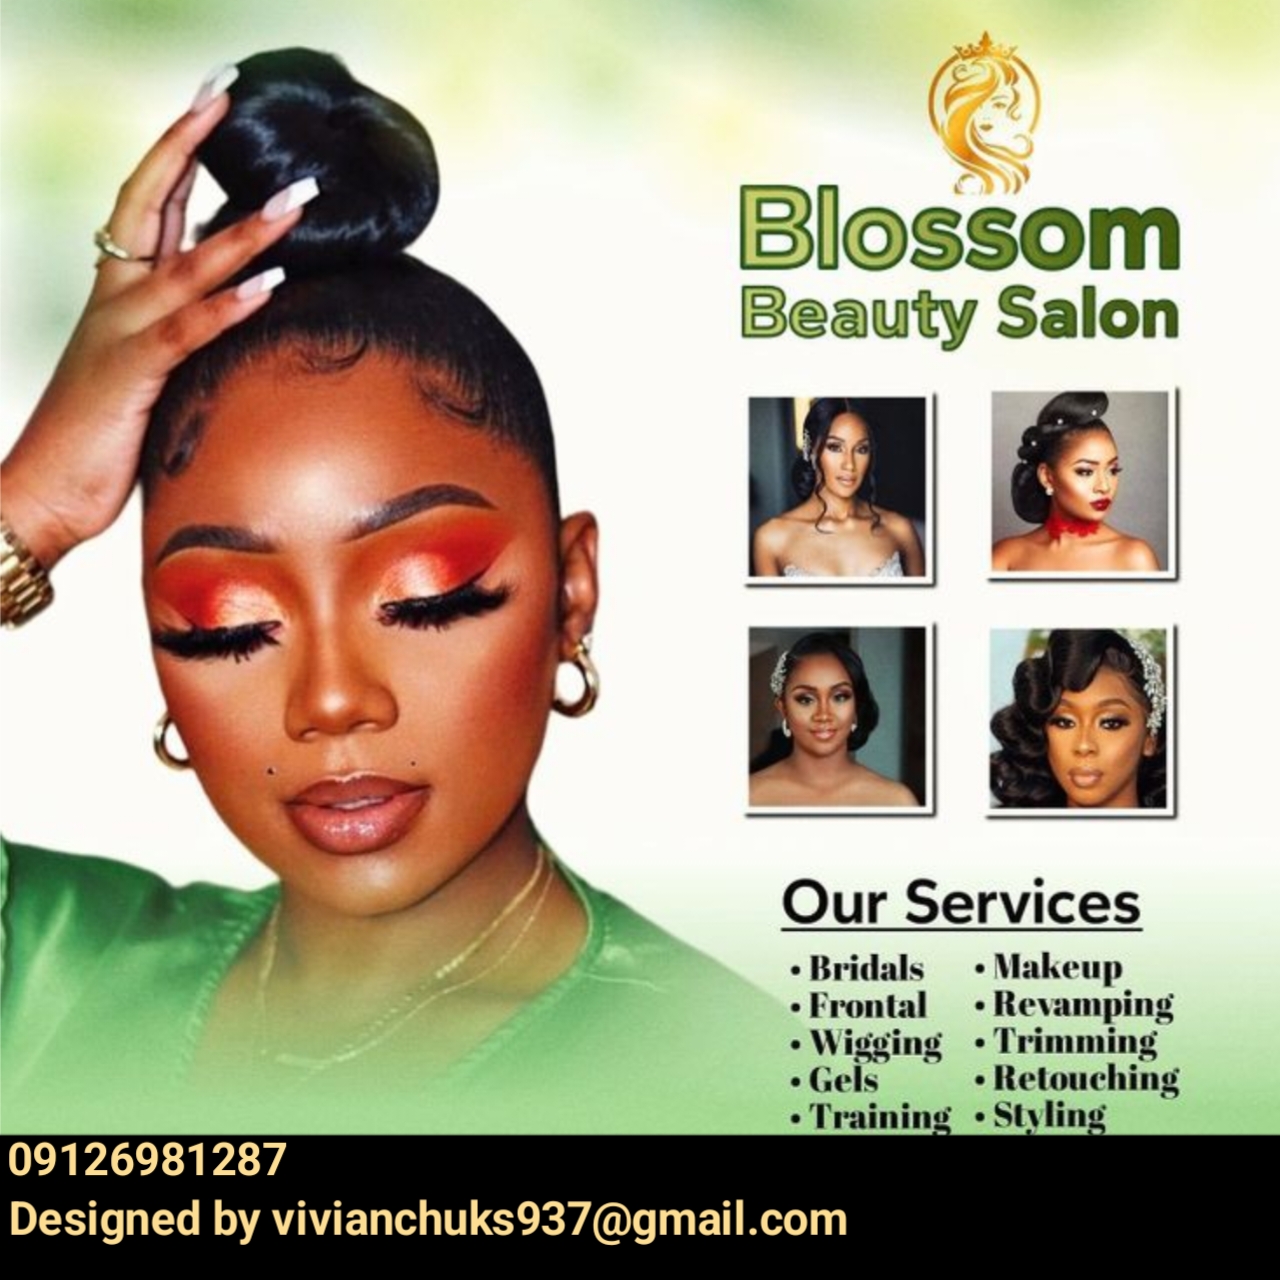 Blossom
Beauty Salon
Our Services
• Bridals
• Frontal
• Wigging
• Gels
• Training
• Makeup
• Revamping
• Trimming
• Retouching
• Styling
09126981287
Designed by vivianchuks937@gmail.com